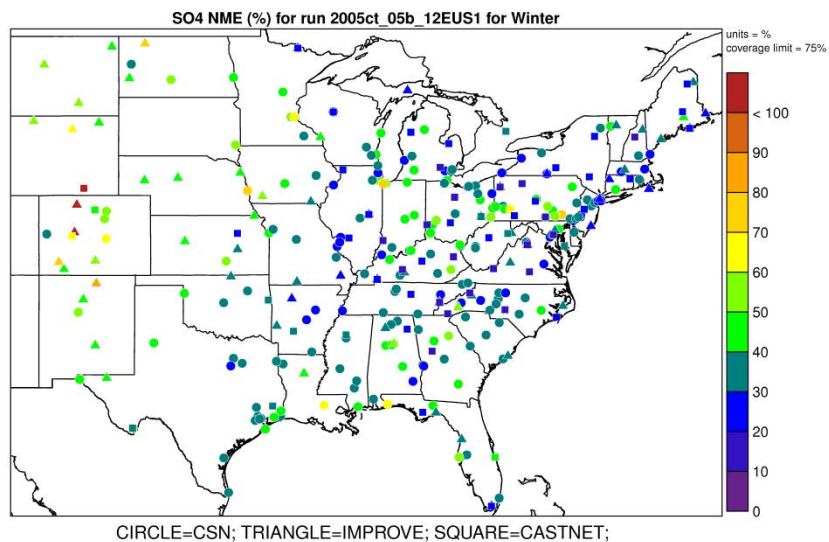 SO4 NME (%) for run 2005ct_05b_12EUS1 for Winter
units = %
coverage limit = 75%
< 100
90
80
70
60
50
40
30
20
10
0
CIRCLE=CSN; TRIANGLE=IMPROVE; SQUARE=CASTNET;